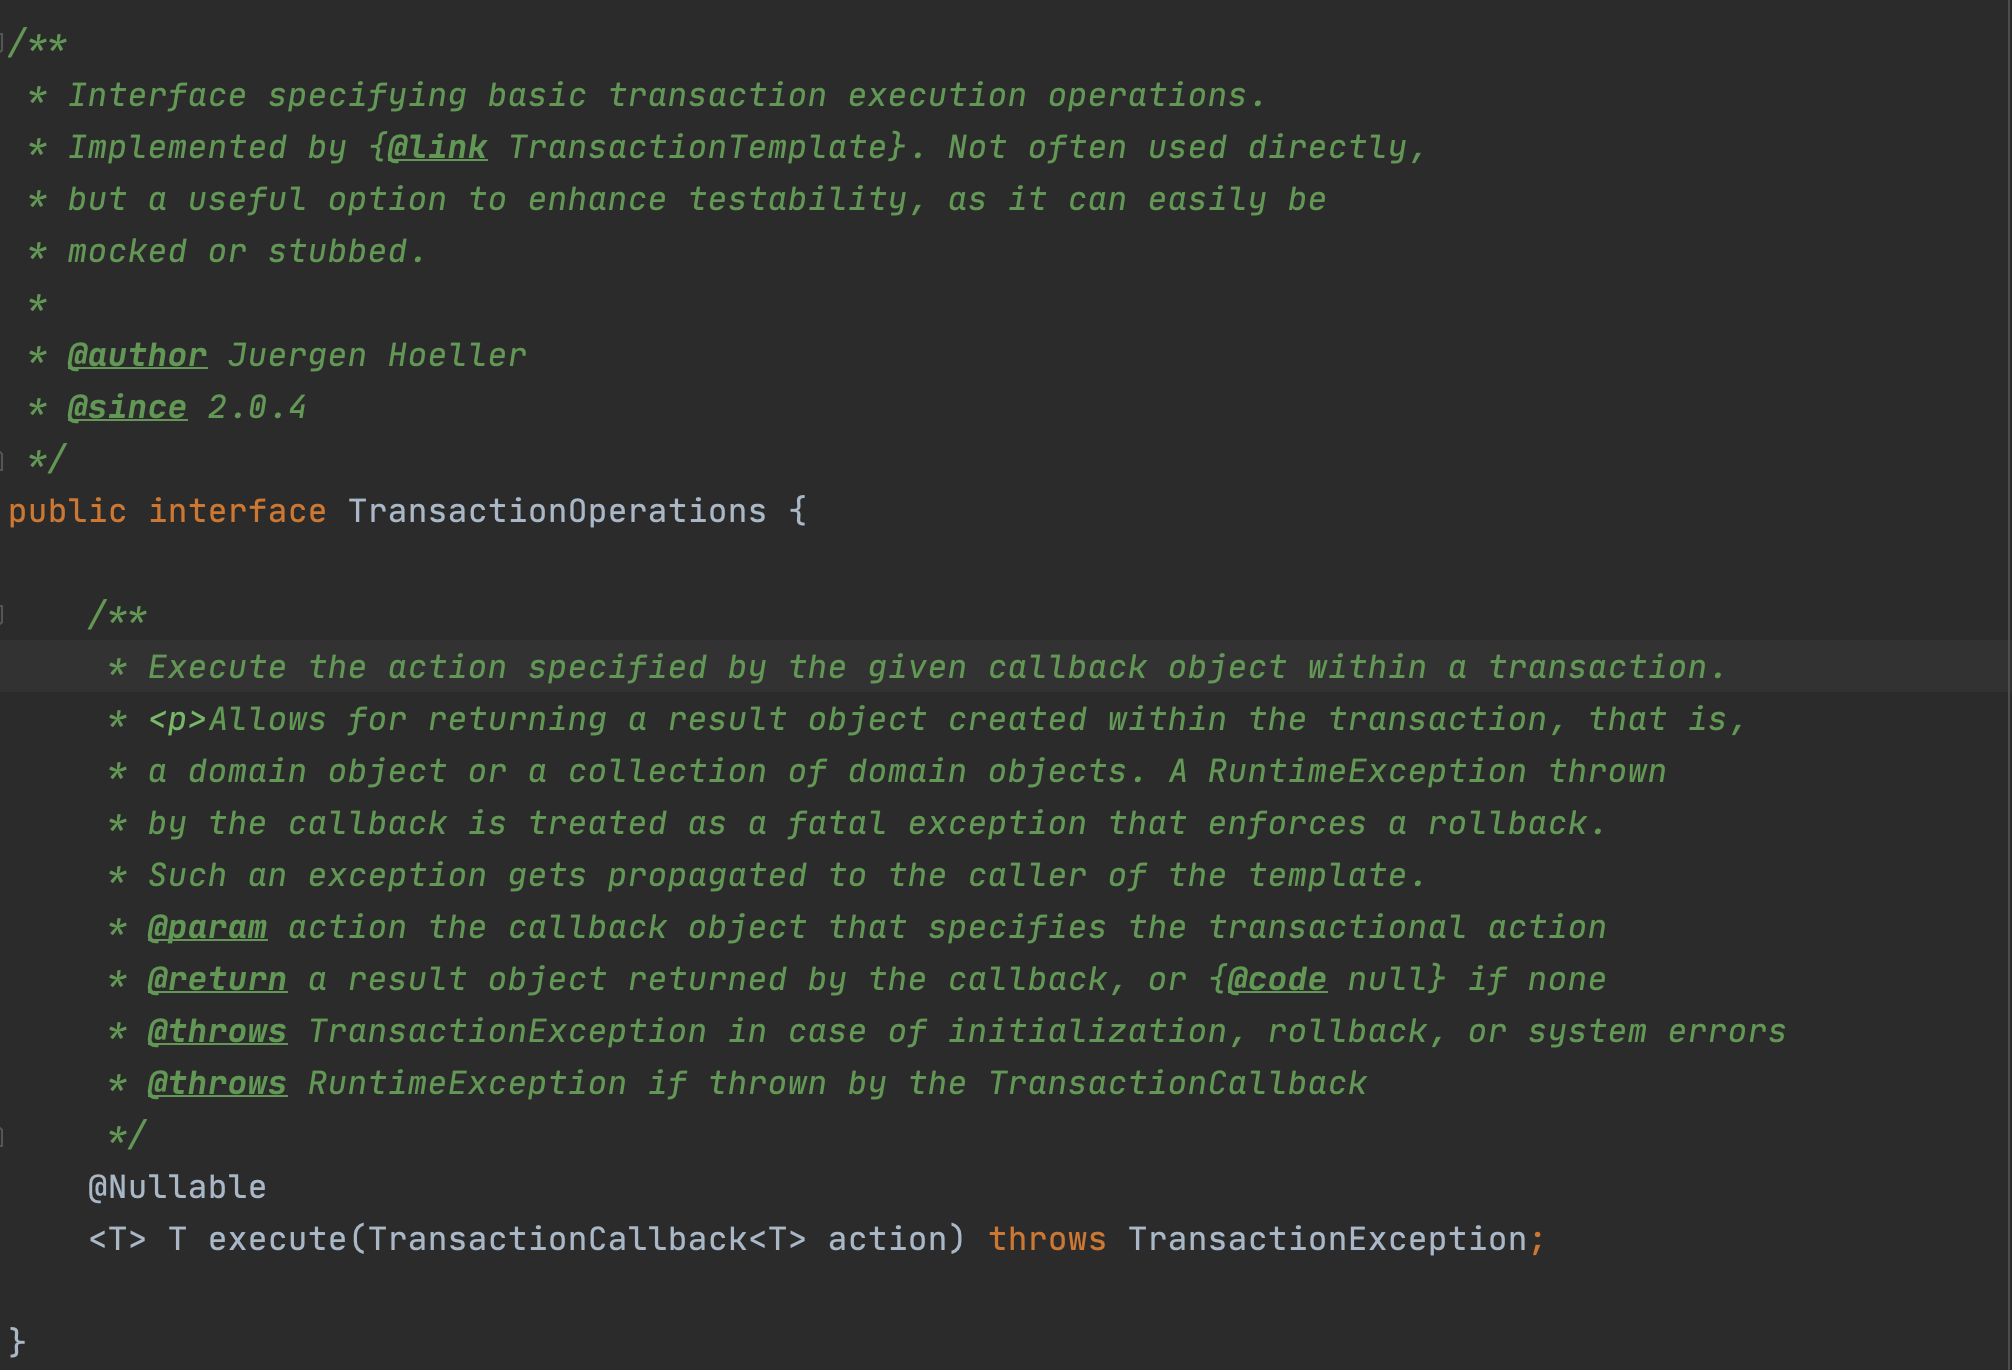 /**
 * Interface specifying basic transaction execution operations.
 * Implemented by {@link TransactionTemplate}. Not often used directly,
 * but a useful option to enhance testability, as it can easily be
 * mocked or stubbed.
 *
 * @author Juergen Hoeller
 * @since 2.0.4
 */
public interface TransactionOperations {
    /**
     * Execute the action specified by the given callback object within a transaction.
     * <p>Allows for returning a result object created within the transaction, that is,
     * a domain object or a collection of domain objects. A RuntimeException thrown
     * by the callback is treated as a fatal exception that enforces a rollback.
     * Such an exception gets propagated to the caller of the template.
     * @param action the callback object that specifies the transactional action
     * @return a result object returned by the callback, or {@code null} if none
     * @throws TransactionException in case of initialization, rollback, or system errors
     * @throws RuntimeException if thrown by the TransactionCallback
     */
    @Nullable
    <T> T execute(TransactionCallback<T> action) throws TransactionException;
}